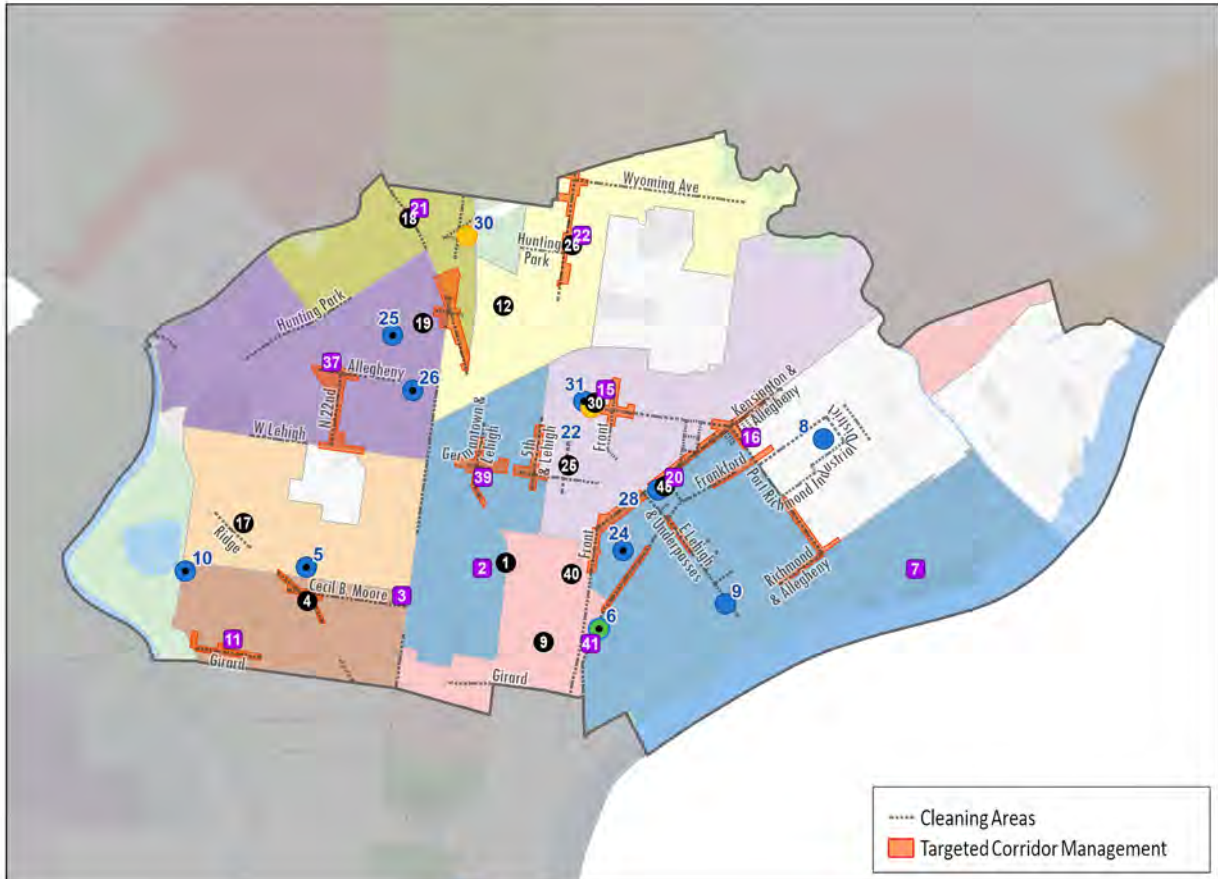 Wyoming Ave
21
18
30
22
26
Hunting
Park
Hunting Park
12
25
19
37
Allegheny
26
N 22nd
W Lehigh
31
15
30
Front
Kensington &
Allegheny
16
8
District
Port Richmond Industrial
Germantown &
Lehigh
5th
& Lehigh
22
25
39
20
28
Frankford
17
Ridge
10
5
24
Front
E Lehigh
& Underpasses
Richmond
& Allegheny
7
2
1
40
9
Cecil B. Moore
3
4
6
41
11
Girard
9
Girard
Cleaning Areas
Targeted Corridor Management